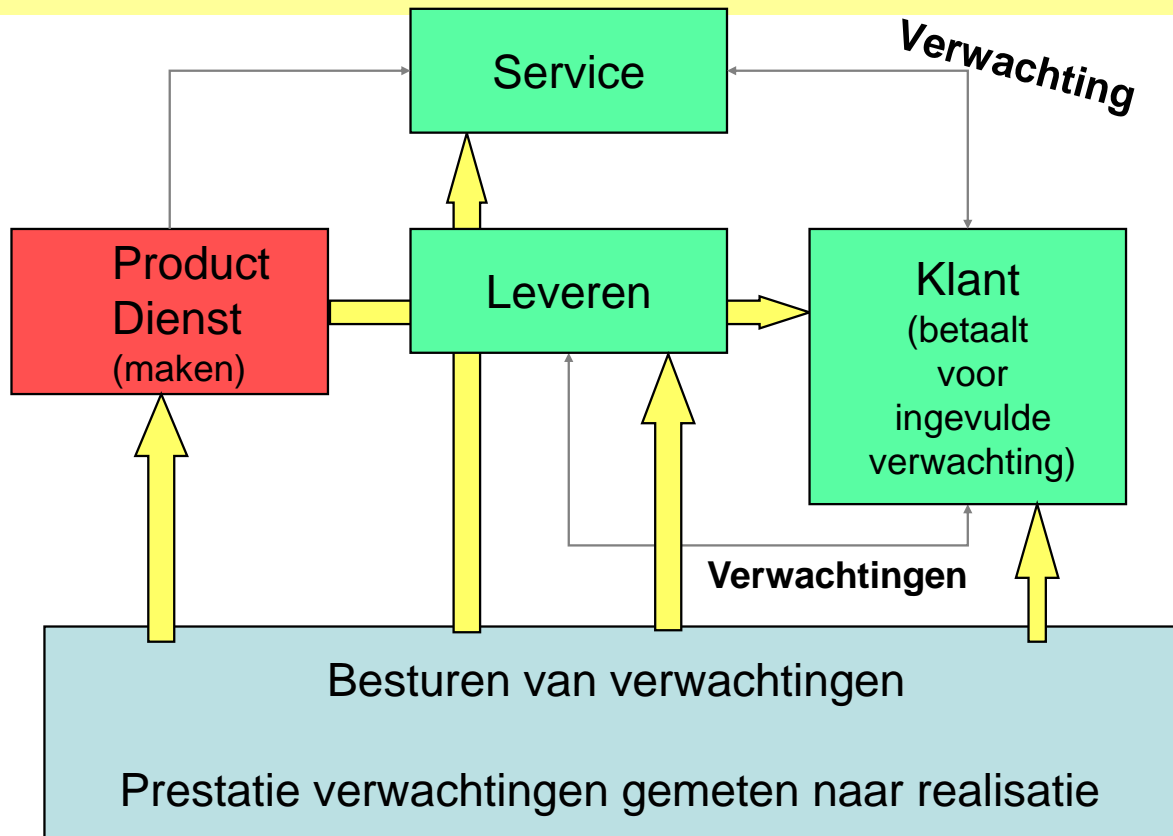 Verwachting
Service
Product
Dienst
(maken)
Leveren
Klant
(betaalt
voor
ingevulde
verwachting)
Verwachtingen
Besturen van verwachtingen
Prestatie verwachtingen gemeten naar realisatie